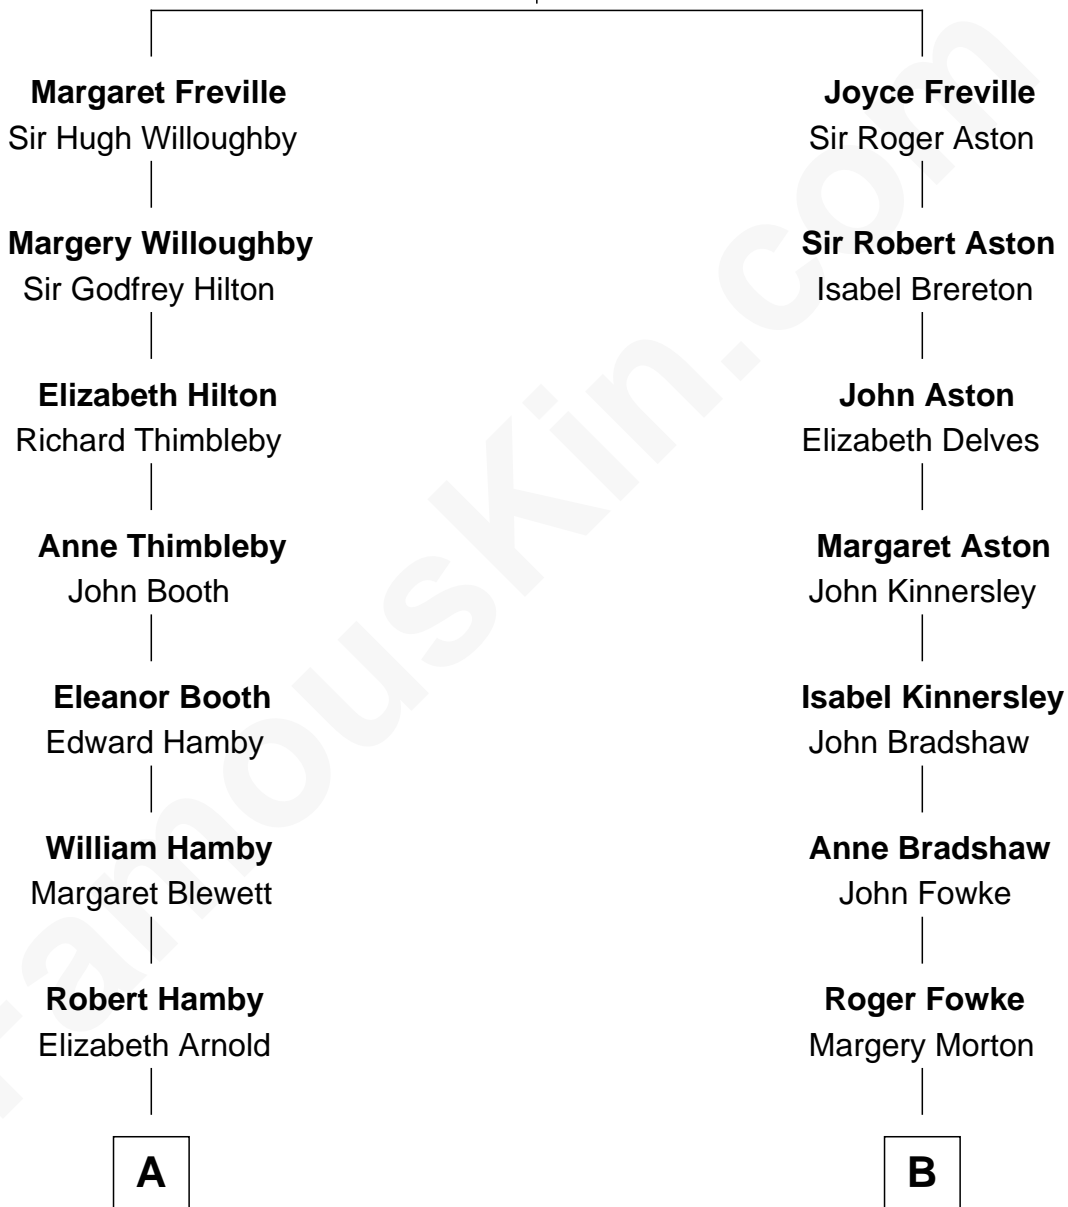 Margaret Freville
Sir Hugh Willoughby
Joyce Freville
Sir Roger Aston
Margery Willoughby
Sir Godfrey Hilton
Sir Robert Aston
Isabel Brereton
Elizabeth Hilton
Richard Thimbleby
John Aston
Elizabeth Delves
Anne Thimbleby
John Booth
Margaret Aston
John Kinnersley
Eleanor Booth
Edward Hamby
Isabel Kinnersley
John Bradshaw
William Hamby
Margaret Blewett
Anne Bradshaw
John Fowke
Robert Hamby
Elizabeth Arnold
Roger Fowke
Margery Morton
A
B
FamousKin.com